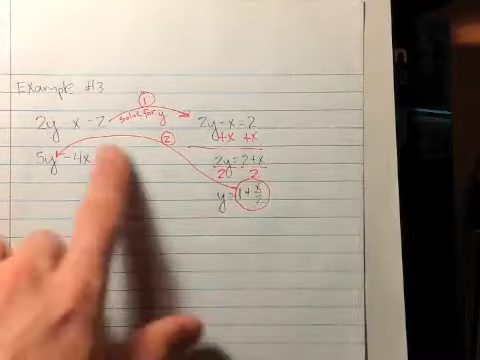 Example #3
① solve for y
2y x - 2
2y - x = 2
+x +x
②
5y - 4x
2y = 2 + x
2 2
y = 1 + x/2